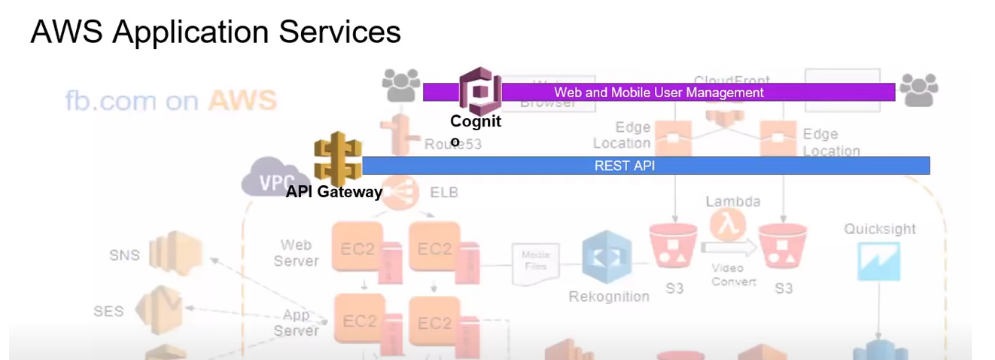 AWS Application Services
fb.com on AWS
Web
Browser
CloudFront
Web and Mobile User Management
Cognit
o
Route53
Edge
Location
Edge
Location
REST API
VPC
API Gateway
ELB
Lambda
Quicksight
SNS
Web
Server
EC2
EC2
Media
Files
Rekognition
S3
Video
Convert
S3
SES
App
Server
EC2
EC2